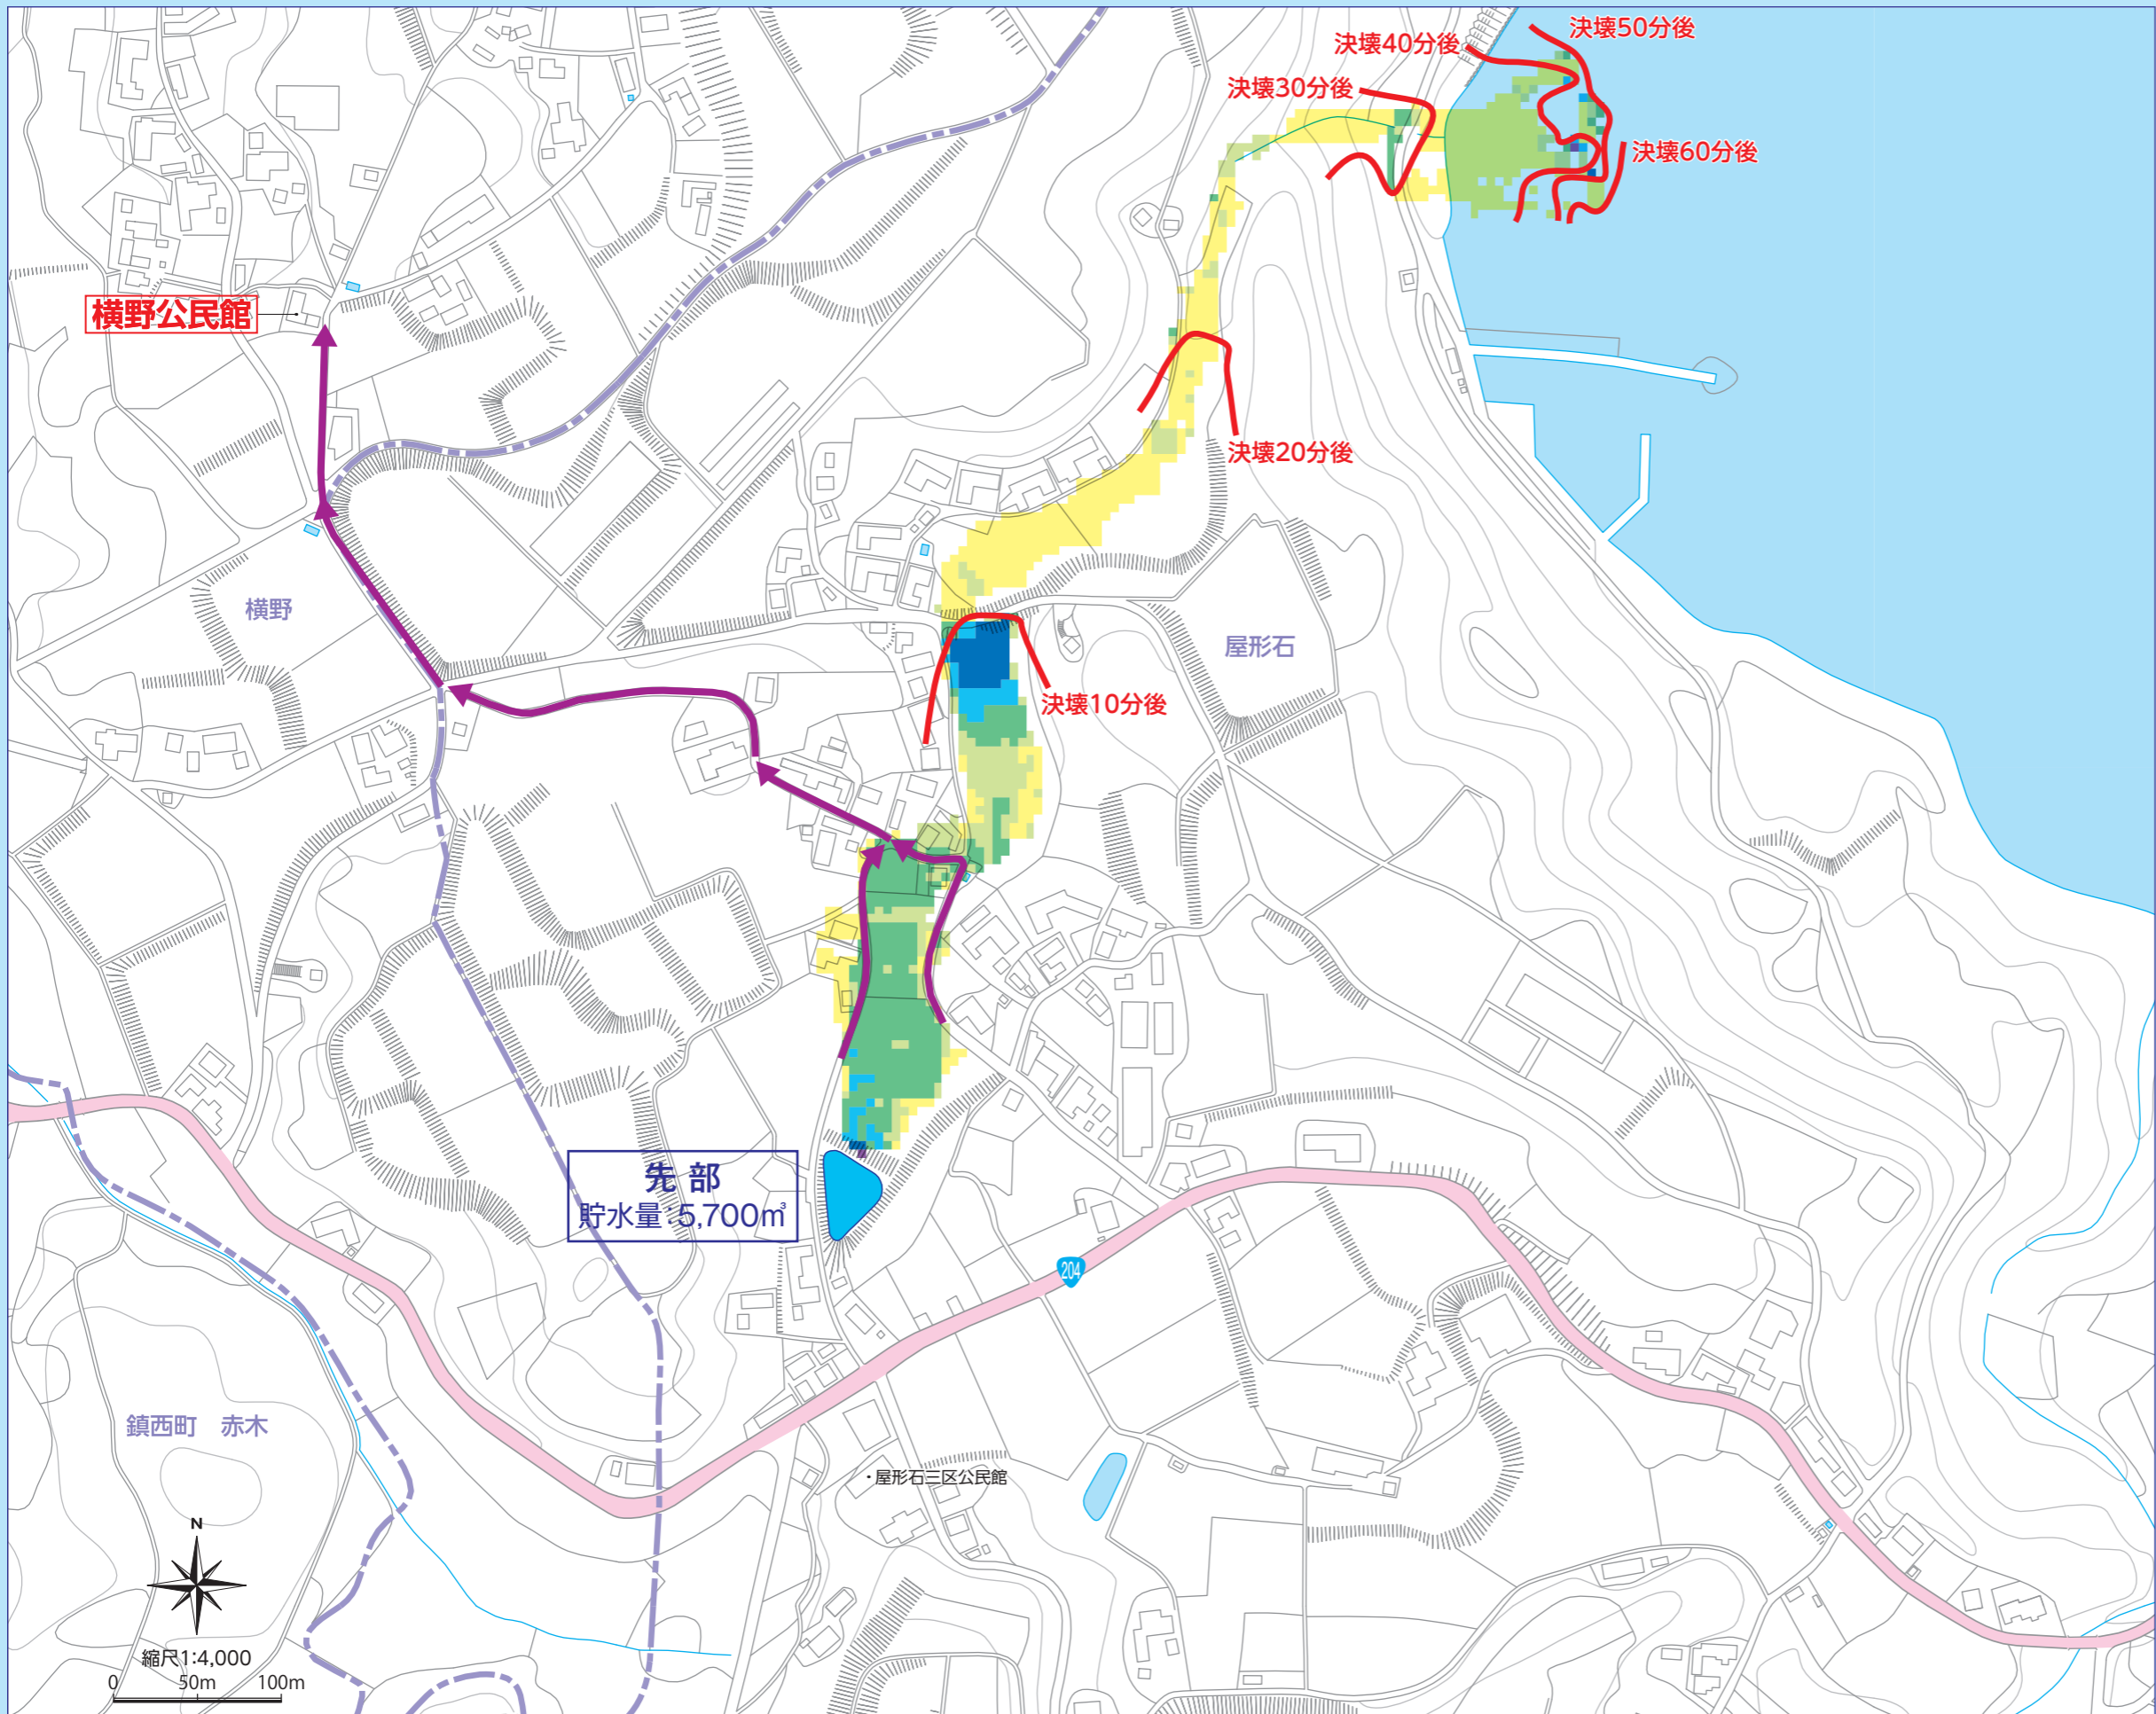 決壊50分後
決壊40分後
決壊30分後
決壊60分後
横野公民館
決壊20分後
横野
屋形石
決壊10分後
先部
貯水量：5,700㎥
204
鎮西町　赤木
・屋形石三区公民館
N
縮尺1:4,000
0 50m 100m